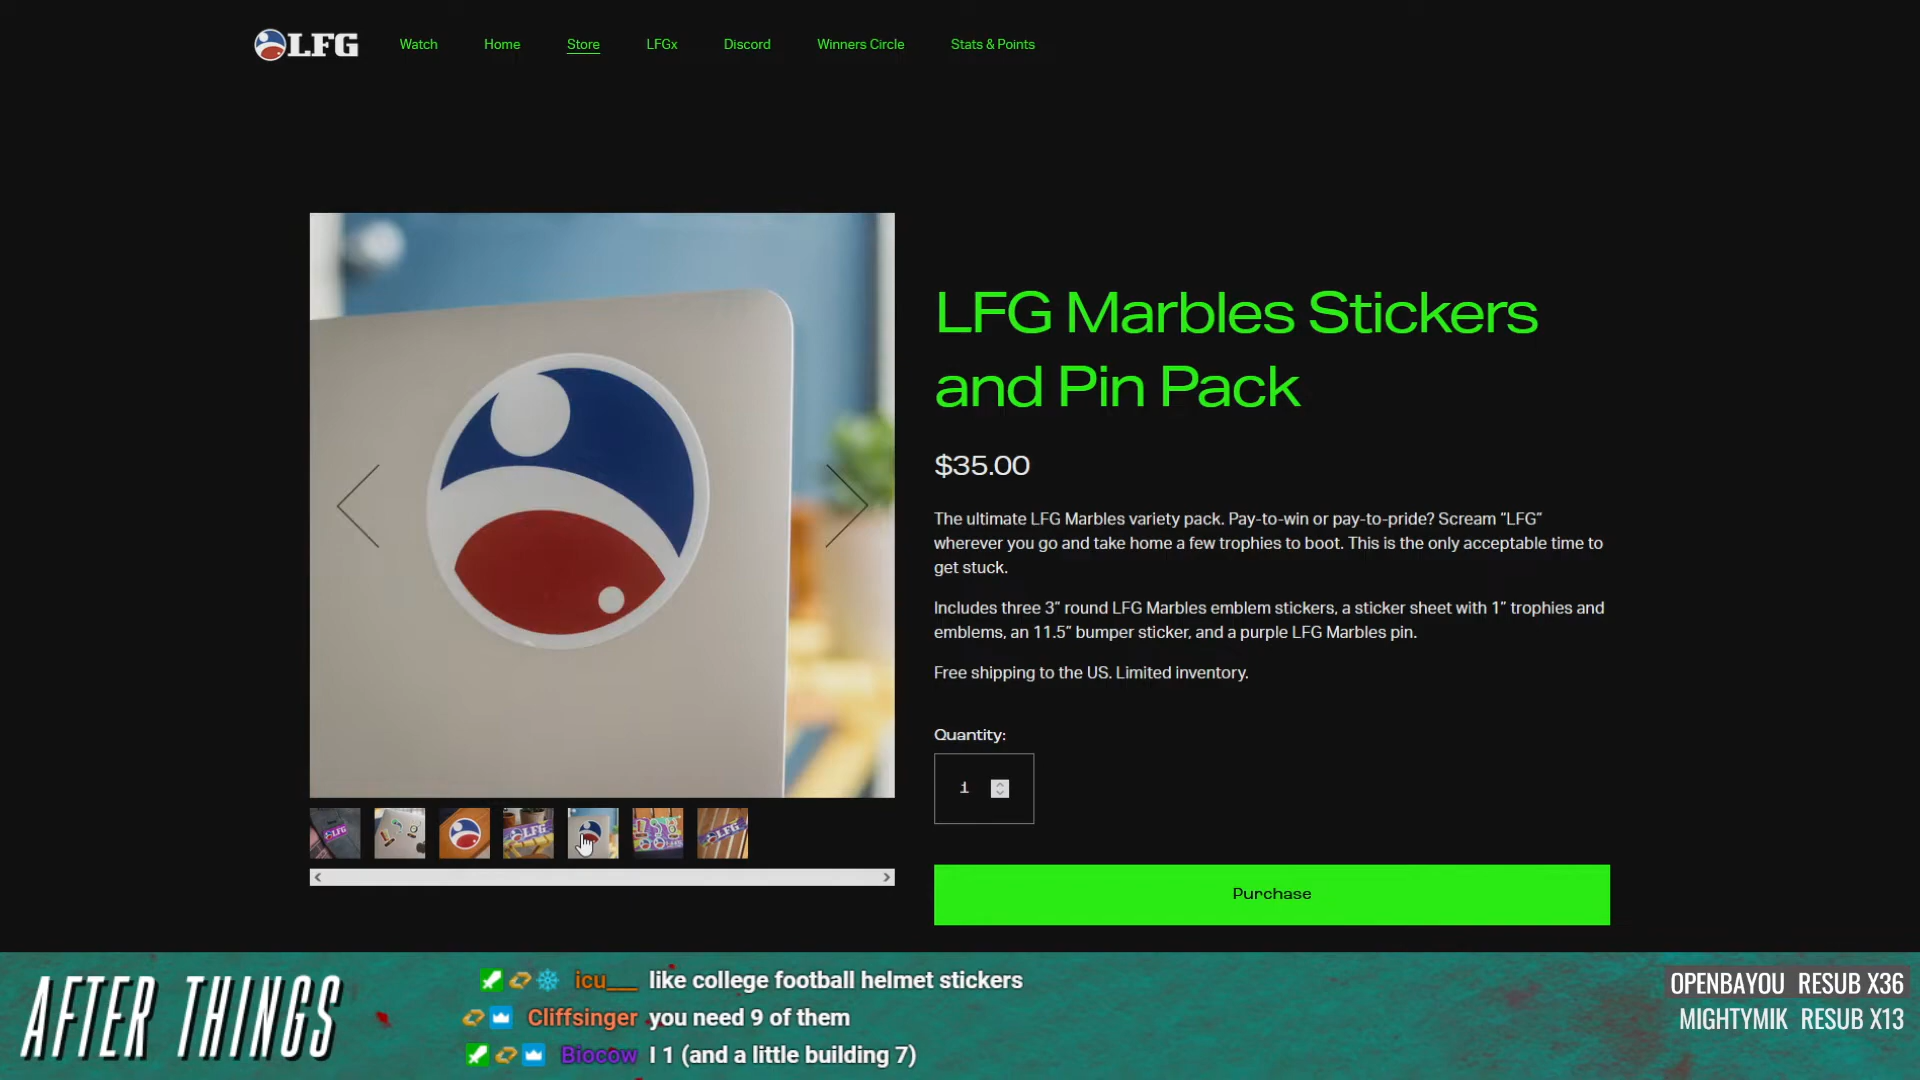 LFG
Watch
Home
Store
LFGx
Discord
Winners Circle
Stats & Points
LFG Marbles Stickers
and Pin Pack
$35.00
The ultimate LFG Marbles variety pack. Pay-to-win or pay-to-pride? Scream “LFG”
wherever you go and take home a few trophies to boot. This is the only acceptable time to
get stuck.
Includes three 3” round LFG Marbles emblem stickers, a sticker sheet with 1” trophies and
emblems, an 11.5” bumper sticker, and a purple LFG Marbles pin.
Free shipping to the US. Limited inventory.
Quantity:
1
LFG
LFG
LFG
Purchase
AFTER THINGS
icu___ like college football helmet stickers
Cliffsinger you need 9 of them
Biocow I 1 (and a little building 7)
OPENBAYOU RESUB X36
MIGHTYMIK RESUB X13